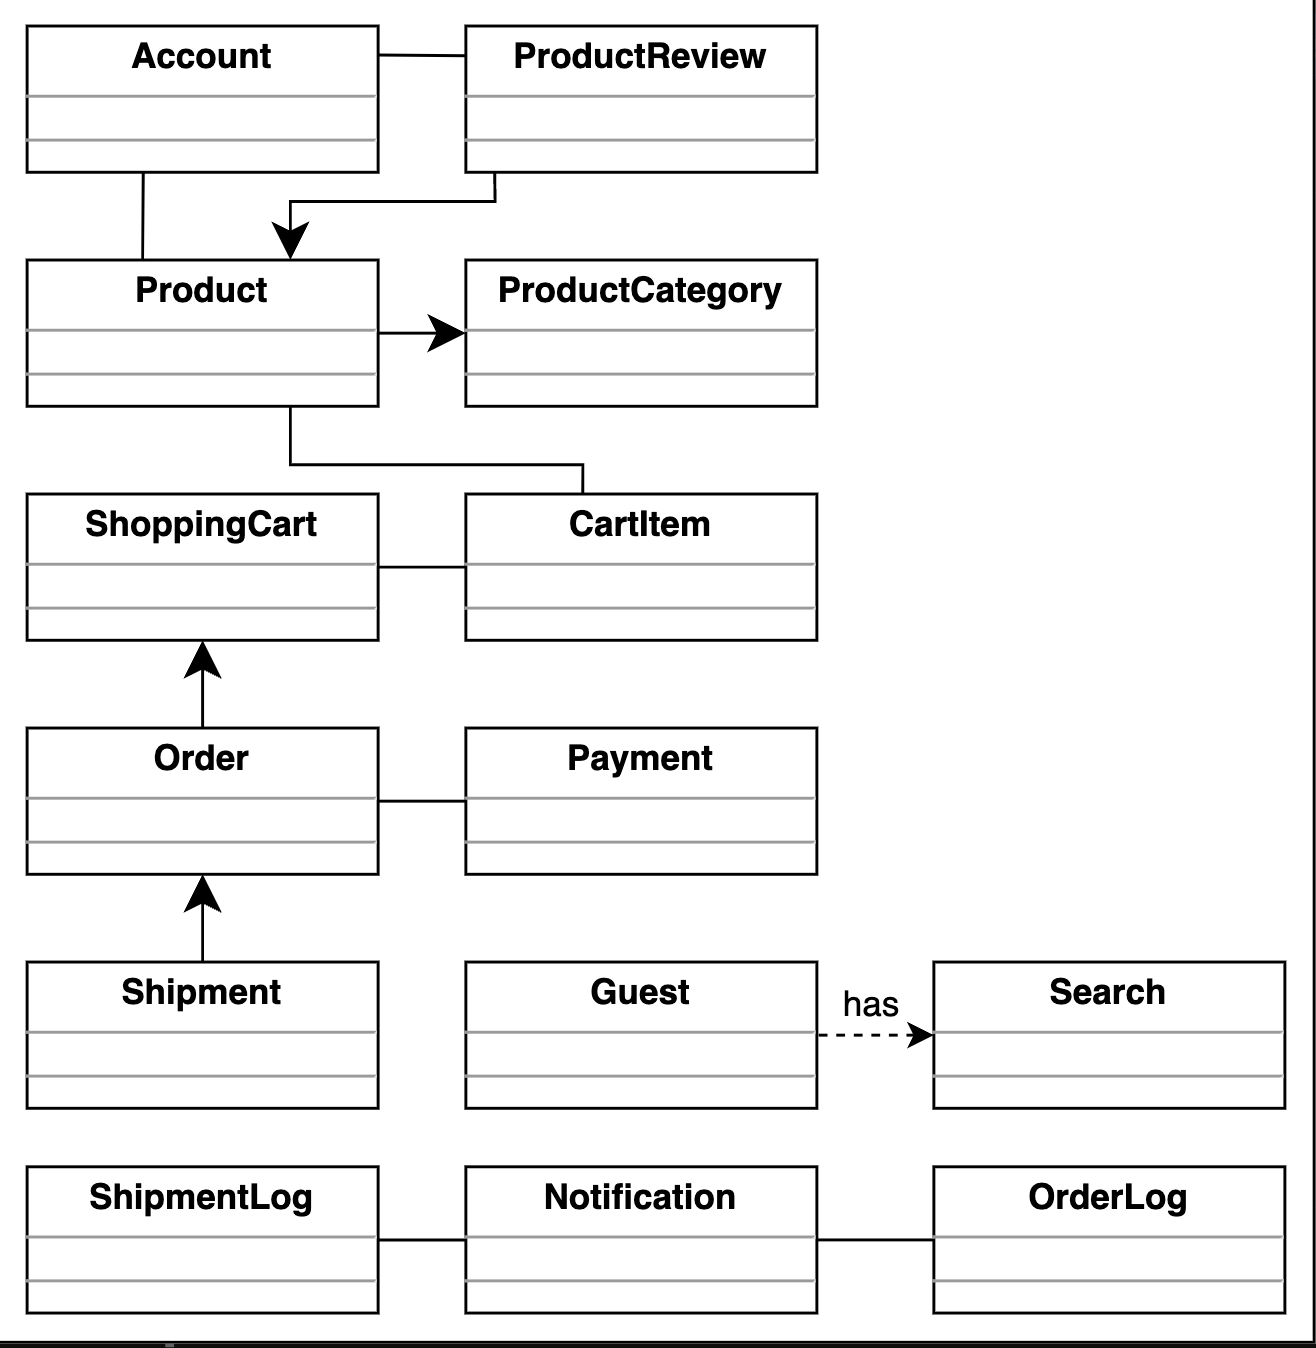 Account
ProductReview
Product
ProductCategory
ShoppingCart
CartItem
Order
Payment
Shipment
Guest
has
Search
ShipmentLog
Notification
OrderLog